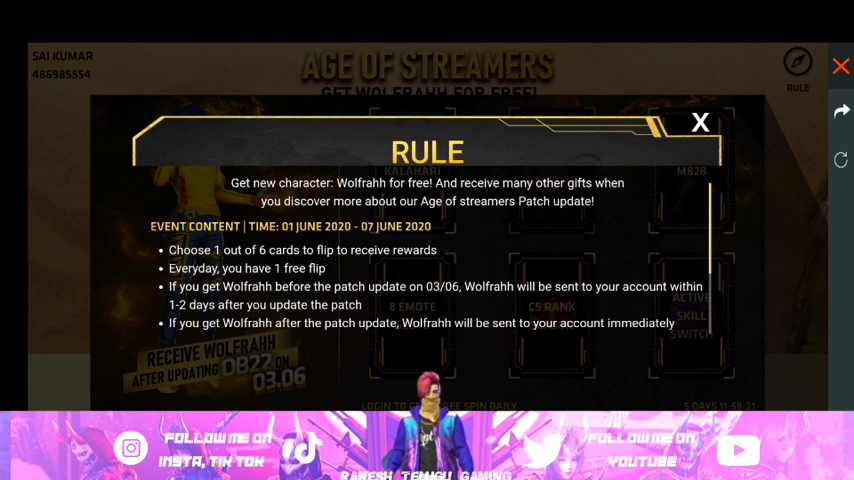 SAI KUMAR
486985554
AGE OF STREAMERS
GET WOLFRAHH FOR FREE!
RULE
X
RULE
KALAHARI
M82B
Get new character: Wolfrahh for free! And receive many other gifts when
you discover more about our Age of streamers Patch update!
EVENT CONTENT | TIME: 01 JUNE 2020 - 07 JUNE 2020
• Choose 1 out of 6 cards to flip to receive rewards
• Everyday, you have 1 free flip
• If you get Wolfrahh before the patch update on 03/06, Wolfrahh will be sent to your account within
1-2 days after you update the patch
• If you get Wolfrahh after the patch update, Wolfrahh will be sent to your account immediately
8 EMOTE
CS RANK
ACTIVE
SKILL
SWITCH
RECEIVE WOLFRAHH
AFTER UPDATING OB22 ON
03.06
LOGIN TO GET FREE SPIN DAILY
5 DAYS 11:58:21
FOLLOW ME ON
INSTA, TIK TOK
FOLLOW ME ON
YOUTUBE
RAKESH TELUGU GAMING